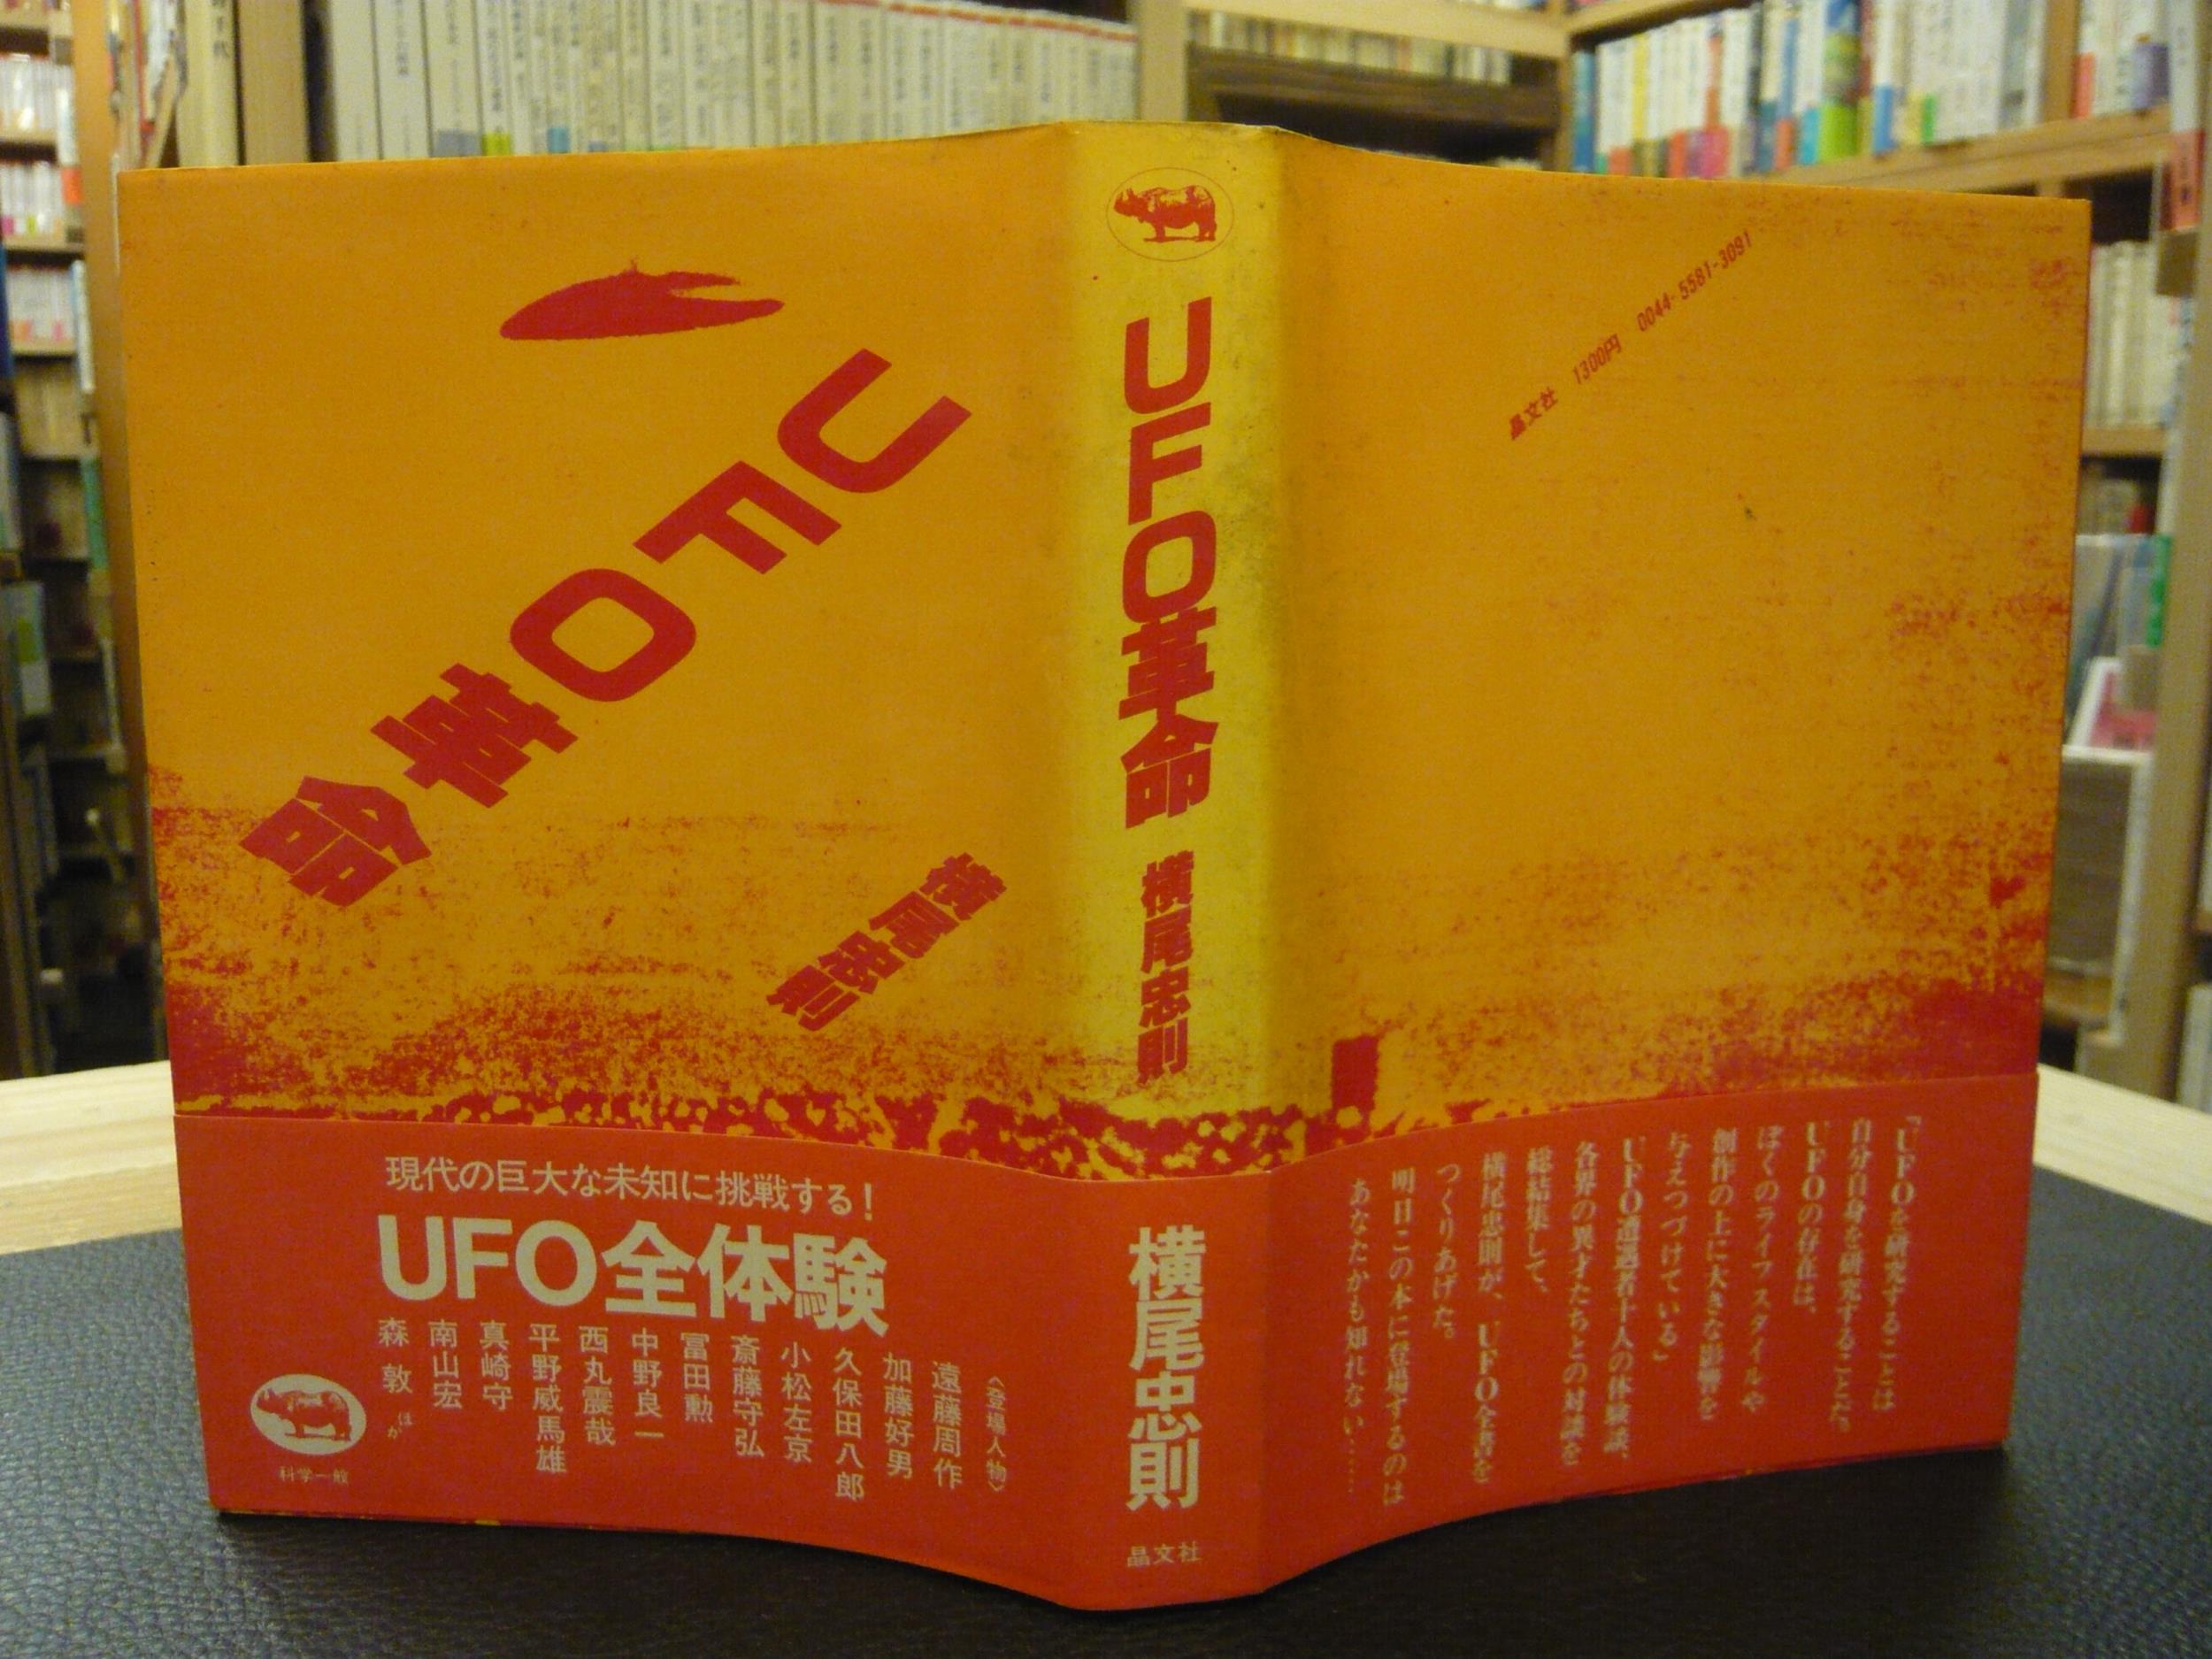 UFO革命
横尾忠則
現代の巨大な未知に挑戦する！
UFO全体験
〈登場人物〉
遠藤周作
加藤好男
久保田八郎
小松左京
斎藤守弘
冨田勲
中野良一
西丸震哉
平野威馬雄
真崎守
南山宏
森 敦
ほか
科学一般
UFO革命
横尾忠則
横尾忠則
晶文社
晶文社 1300円 0044-5581-3091
「UFOを研究することは
自分自身を研究することだ。
UFOの存在は、
ぼくのライフスタイルや
創作の上に大きな影響を
与えつづけている」
UFO遭遇者十人の体験談、
各界の異才たちとの対談を
総結集して、
横尾忠則が、UFO全書を
つくりあげた。
明日この本に登場するのは
あなたかも知れない……